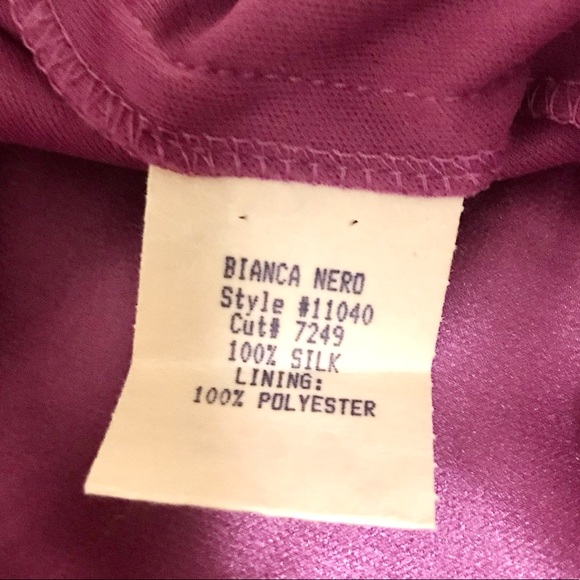 BIANCA NERO
Style #11040
Cut# 7249
100% SILK
LINING:
100% POLYESTER